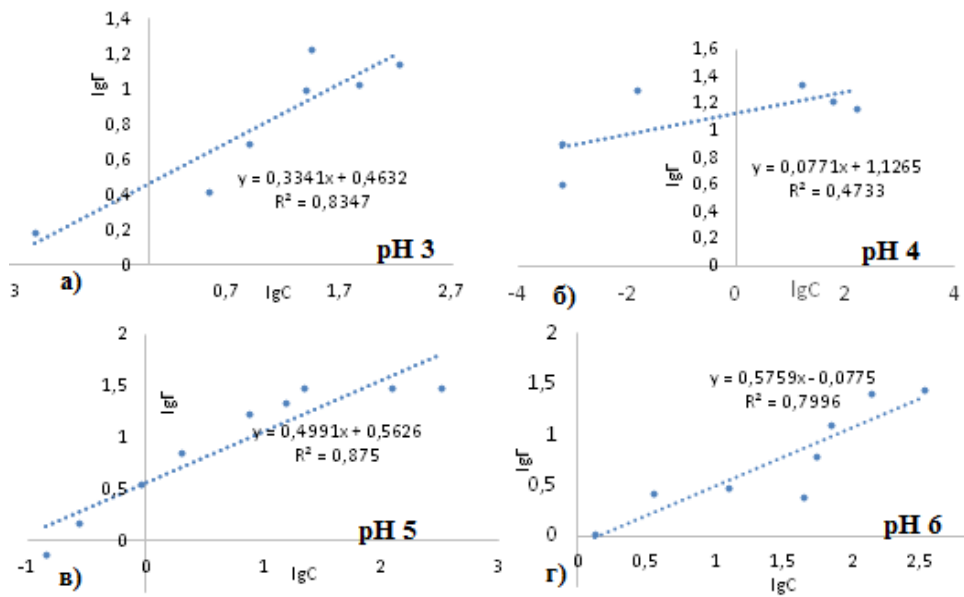 1,4
1,2
1
0,8
0,6
0,4
0,2
0
lgГ
y = 0,3341x + 0,4632
R² = 0,8347
pH 3
3
0,7
1,7
2,7
lgC
а)
1,6
1,4
1,2
1
0,8
0,6
0,4
0,2
0
lgГ
y = 0,0771x + 1,1265
R² = 0,4733
pH 4
-4
-2
0
2
4
lgC
б)
2
1,5
1
0,5
0
lgГ
y = 0,4991x + 0,5626
R² = 0,875
pH 5
-1
0
1
2
3
lgC
в)
2
1,5
1
0,5
0
lgГ
y = 0,5759x - 0,0775
R² = 0,7996
pH 6
0
0,5
1
1,5
2
2,5
lgC
г)